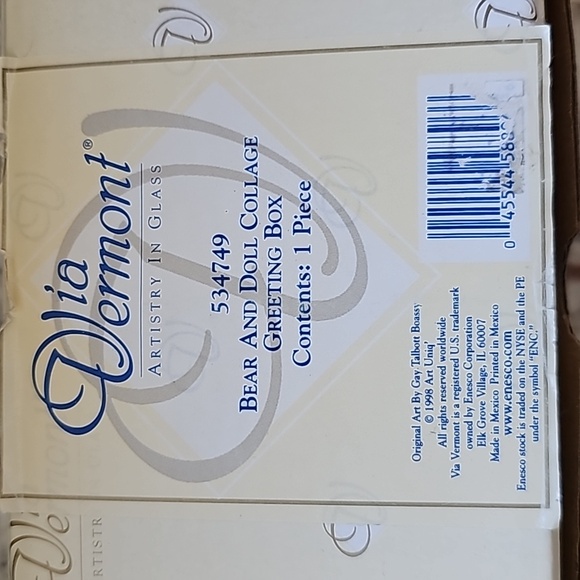 Via
Vermont®
ARTISTRY IN GLASS
534749
BEAR AND DOLL COLLAGE
GREETING BOX
Contents: 1 Piece
0 45544
Original Art By Gay Talbott Boassy
© 1998 Art Uniq'
All rights reserved worldwide
Via Vermont is a registered U.S. trademark
owned by Enesco Corporation
Elk Grove Village, IL 60007
Made in Mexico Printed in Mexico
www.enesco.com
Enesco stock is traded on the NYSE and the PE
under the symbol "ENC."